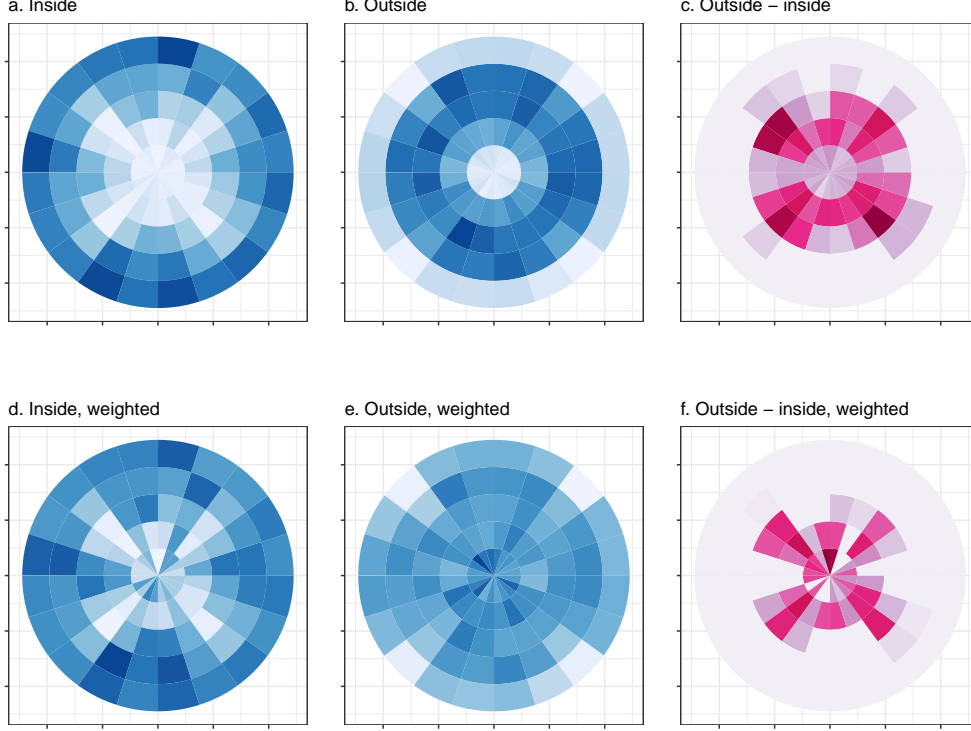 a. Inside
b. Outside
c. Outside − inside
d. Inside, weighted
e. Outside, weighted
f. Outside − inside, weighted